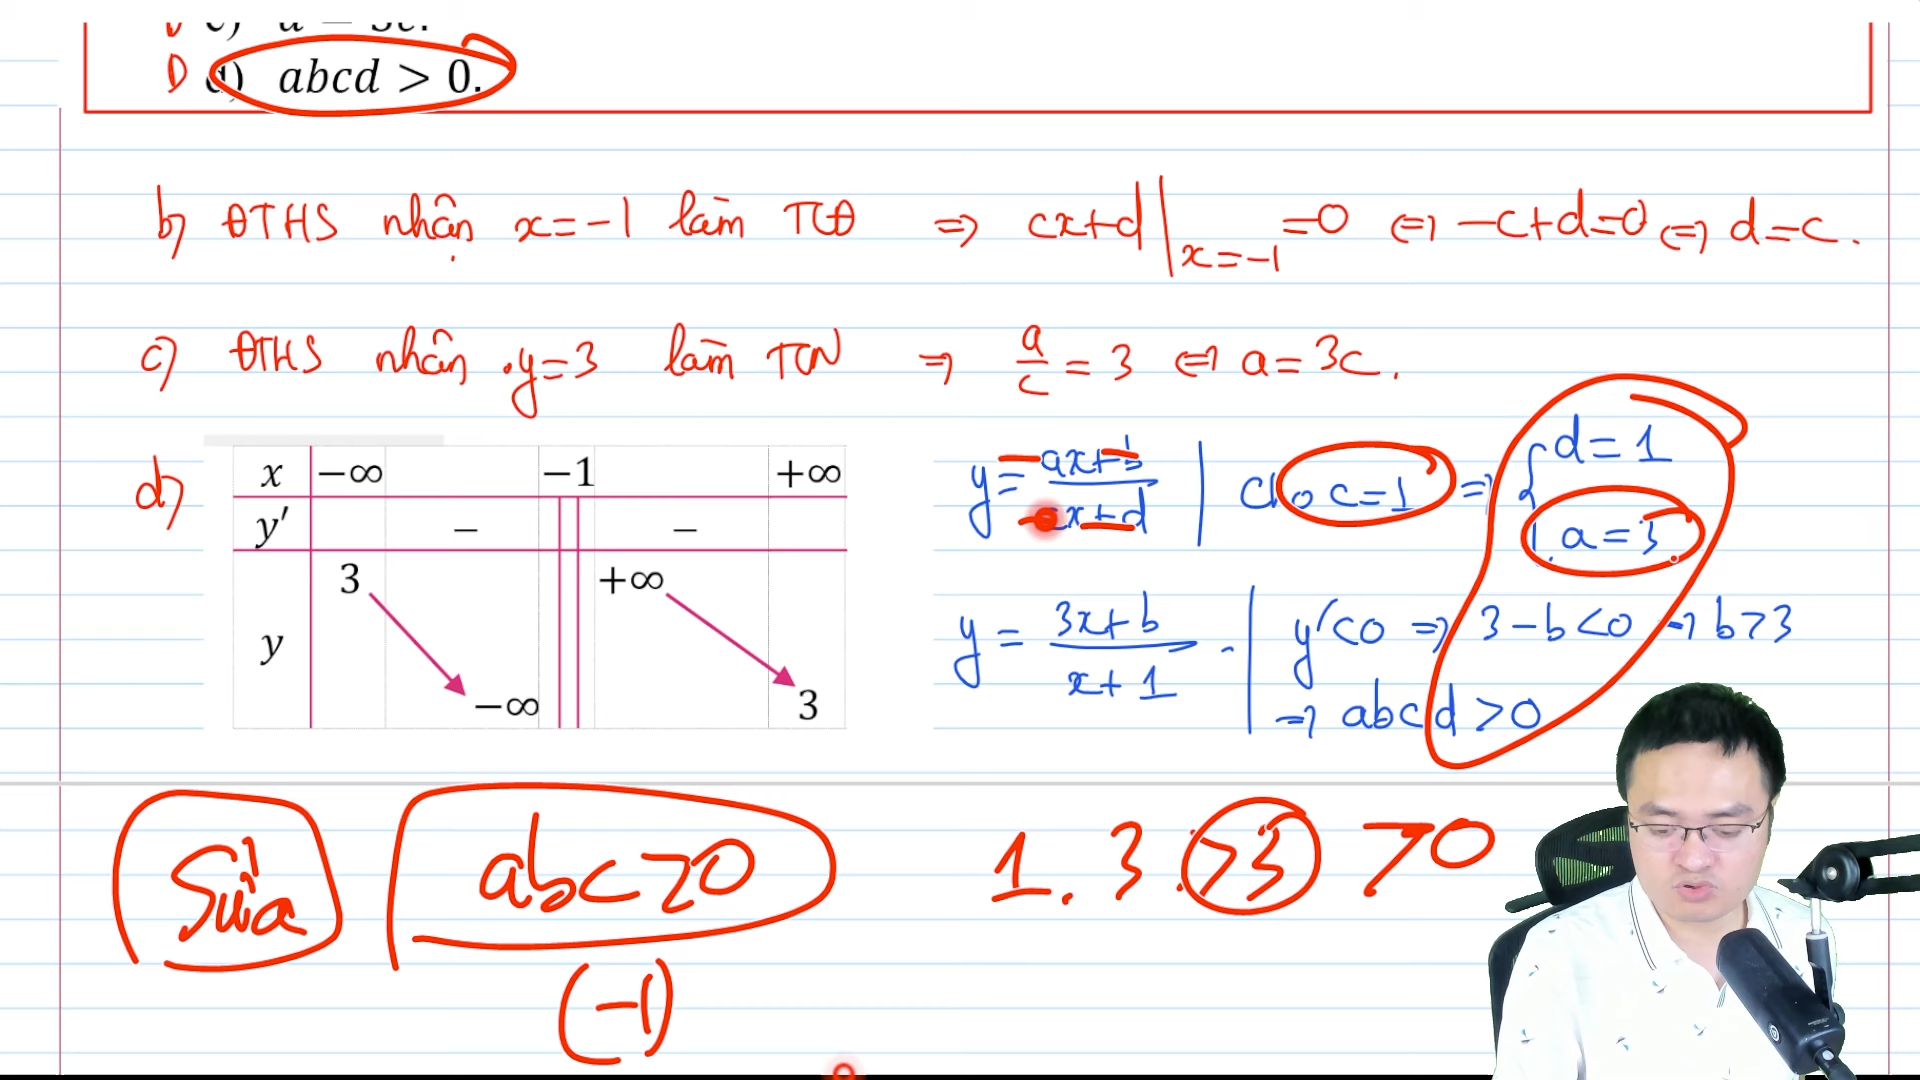 c) a = 3c.
Đ d) abcd > 0.
b) ĐTHS nhận x = -1 làm TCĐ => cx+d | x=-1 = 0 <=> -c+d=0 <=> d=c.
c) ĐTHS nhận y=3 làm TCN => a/c = 3 <=> a = 3c.
d)
x −∞ −1 +∞
y′ − −
y 3 −∞ +∞ 3
y = ax+b / cx+d | cho c=1 => { d=1
a=3
y = 3x+b / x+1 . | y'<0 => 3-b<0 => b>3
=> abcd >0
Sửa abc>0 1.3.>3 >0
(-1)